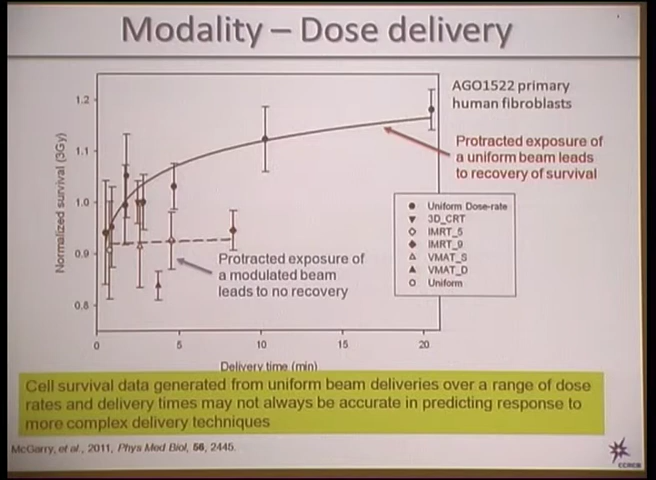 Modality – Dose delivery
AGO1522 primary
human fibroblasts
Protracted exposure of
a uniform beam leads
to recovery of survival
Normalized survival (3Gy)
1.2
1.1
1.0
0.9
0.8
Uniform Dose-rate
3D_CRT
IMRT_5
IMRT_9
VMAT_S
VMAT_D
Uniform
Protracted exposure of
a modulated beam
leads to no recovery
0
5
10
15
20
Delivery time (min)
Cell survival data generated from uniform beam deliveries over a range of dose
rates and delivery times may not always be accurate in predicting response to
more complex delivery techniques
McGarry, et al., 2011, Phys Med Biol, 56, 2445.
CCRCB